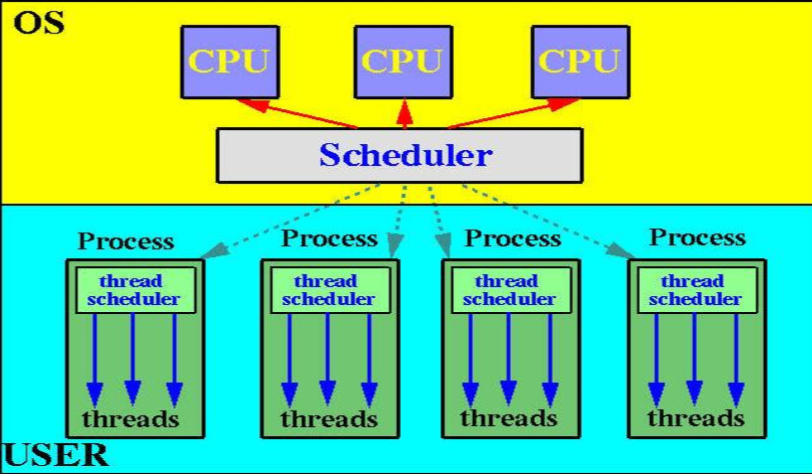 OS
CPU CPU CPU
Scheduler
Process Process Process Process
thread thread thread thread
scheduler scheduler scheduler scheduler
threads threads threads threads
USER